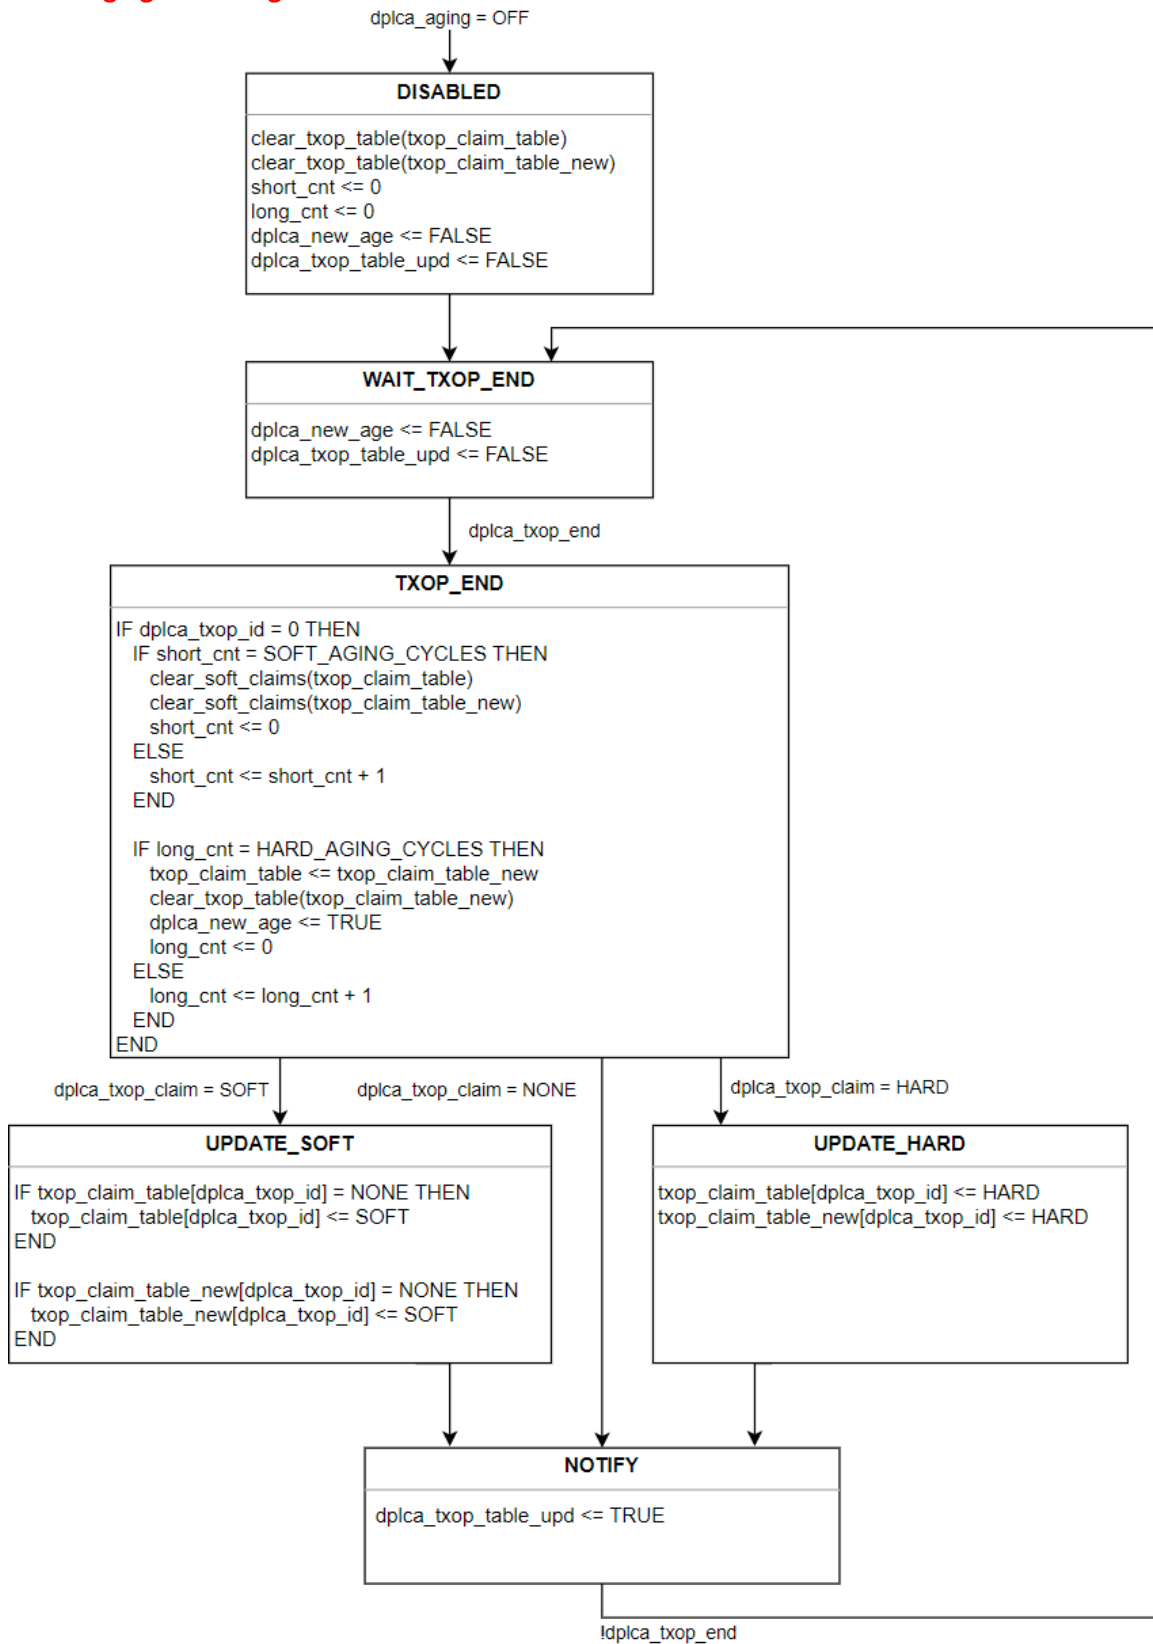 dplca_aging = OFF
DISABLED
clear_txop_table(txop_claim_table)
clear_txop_table(txop_claim_table_new)
short_cnt <= 0
long_cnt <= 0
dplca_new_age <= FALSE
dplca_txop_table_upd <= FALSE
WAIT_TXOP_END
dplca_new_age <= FALSE
dplca_txop_table_upd <= FALSE
dplca_txop_end
TXOP_END
IF dplca_txop_id = 0 THEN
IF short_cnt = SOFT_AGING_CYCLES THEN
clear_soft_claims(txop_claim_table)
clear_soft_claims(txop_claim_table_new)
short_cnt <= 0
ELSE
short_cnt <= short_cnt + 1
END
IF long_cnt = HARD_AGING_CYCLES THEN
txop_claim_table <= txop_claim_table_new
clear_txop_table(txop_claim_table_new)
dplca_new_age <= TRUE
long_cnt <= 0
ELSE
long_cnt <= long_cnt + 1
END
END
dplca_txop_claim = SOFT
dplca_txop_claim = NONE
dplca_txop_claim = HARD
UPDATE_SOFT
IF txop_claim_table[dplca_txop_id] = NONE THEN
txop_claim_table[dplca_txop_id] <= SOFT
END
IF txop_claim_table_new[dplca_txop_id] = NONE THEN
txop_claim_table_new[dplca_txop_id] <= SOFT
END
UPDATE_HARD
txop_claim_table[dplca_txop_id] <= HARD
txop_claim_table_new[dplca_txop_id] <= HARD
NOTIFY
dplca_txop_table_upd <= TRUE
!dplca_txop_end